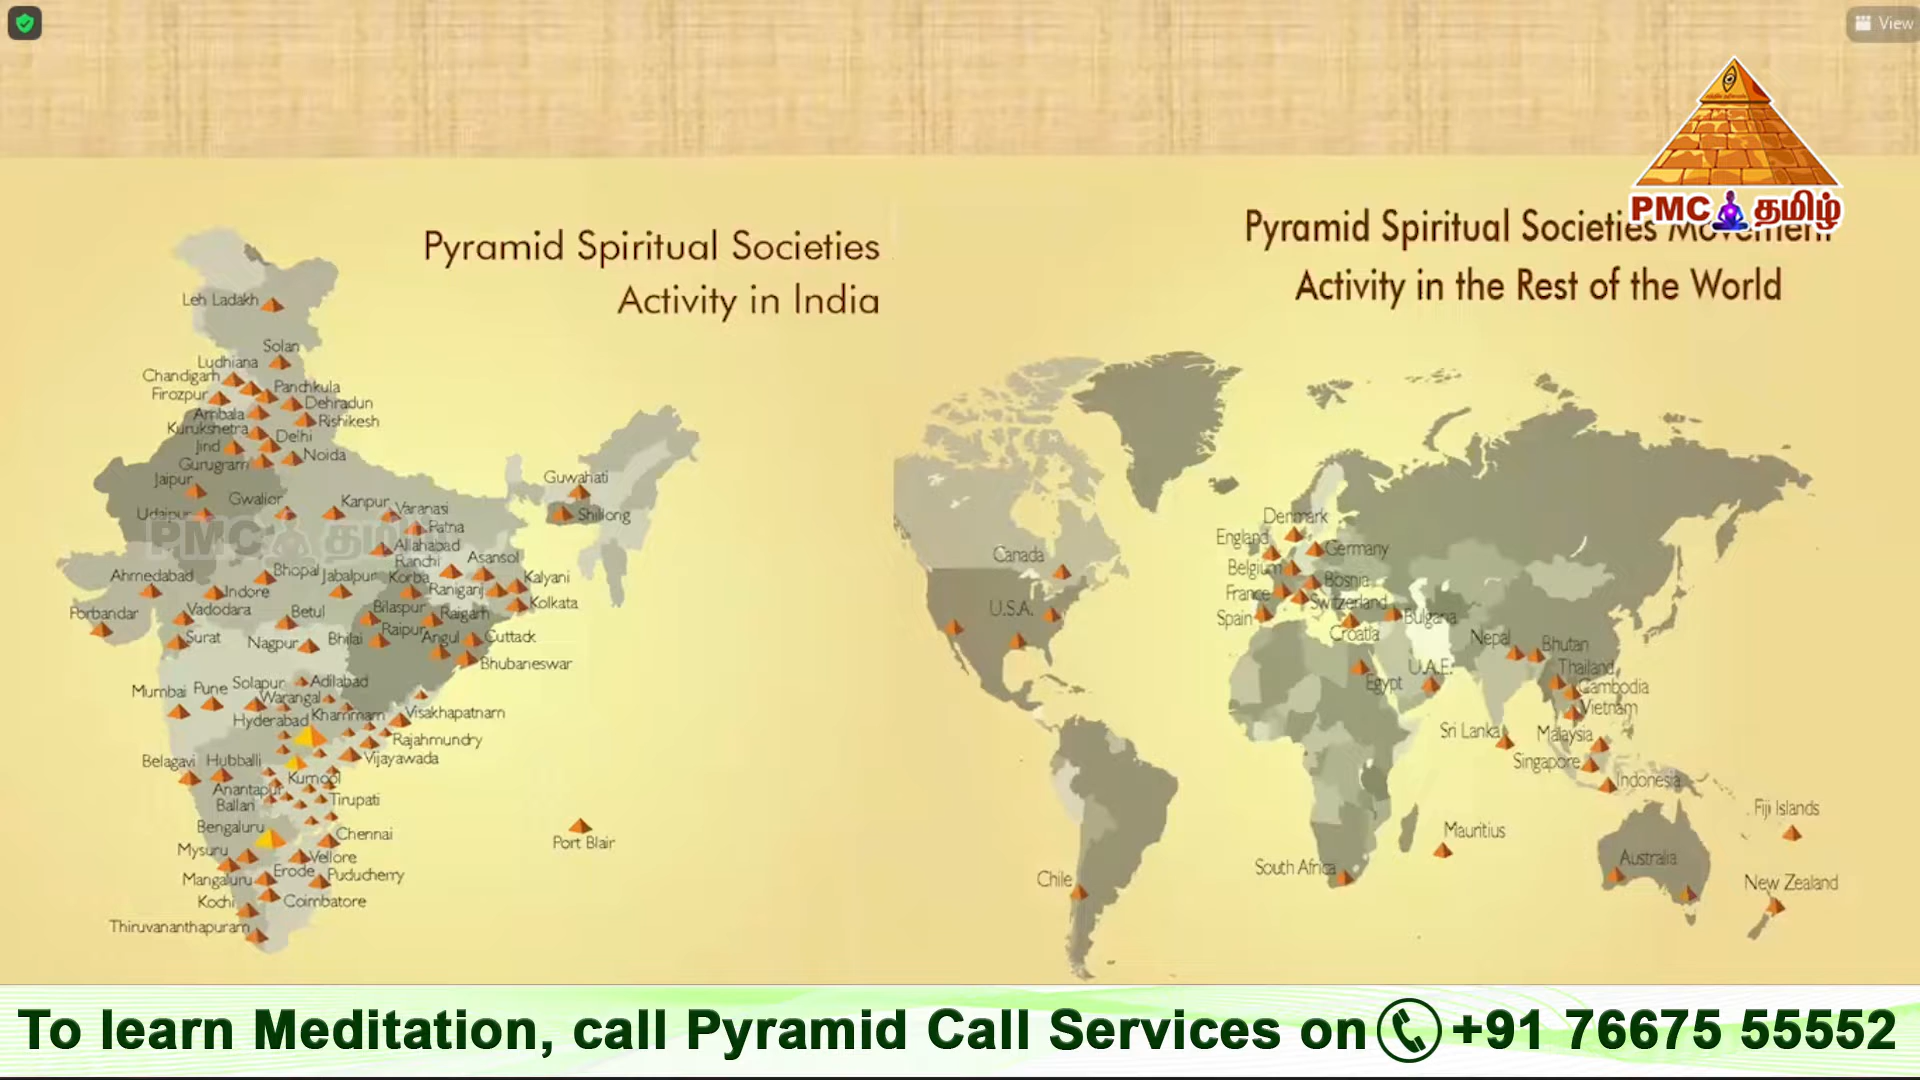 View
PMC தமிழ்
Pyramid Spiritual Societies
Activity in India
Pyramid Spiritual Societies Movement
Activity in the Rest of the World
Leh Ladakh
Solan
Ludhiana
Chandigarh
Panchkula
Firozpur
Dehradun
Ambala
Rishikesh
Kurukshetra
Delhi
Jind
Noida
Gurugram
Jaipur
Guwahati
Gwalior
Kanpur
Varanasi
Udaipur
Shillong
Patna
PMC தமிழ்
Allahabad
Ranchi
Asansol
Ahmedabad
Bhopal
Jabalpur
Korba
Kalyani
Indore
Raniganj
Porbandar
Vadodara
Betul
Bilaspur
Raigarh
Kolkata
Surat
Nagpur
Bhilai
Raipur
Angul
Cuttack
Bhubaneswar
Mumbai
Pune
Solapur
Adilabad
Warangal
Hyderabad
Khammam
Visakhapatnam
Rajahmundry
Belagavi
Hubballi
Vijayawada
Kurnool
Anantapur
Ballari
Tirupati
Bengaluru
Chennai
Port Blair
Mysuru
Vellore
Mangaluru
Erode
Puducherry
Kochi
Coimbatore
Thiruvananthapuram
Denmark
England
Germany
Canada
Belgium
Bosnia
France
Switzerland
U.S.A.
Spain
Bulgaria
Croatia
Nepal
Bhutan
U.A.E.
Thailand
Egypt
Cambodia
Vietnam
Sri Lanka
Malaysia
Singapore
Indonesia
Fiji Islands
Mauritius
South Africa
Australia
Chile
New Zealand
To learn Meditation, call Pyramid Call Services on +91 76675 55552